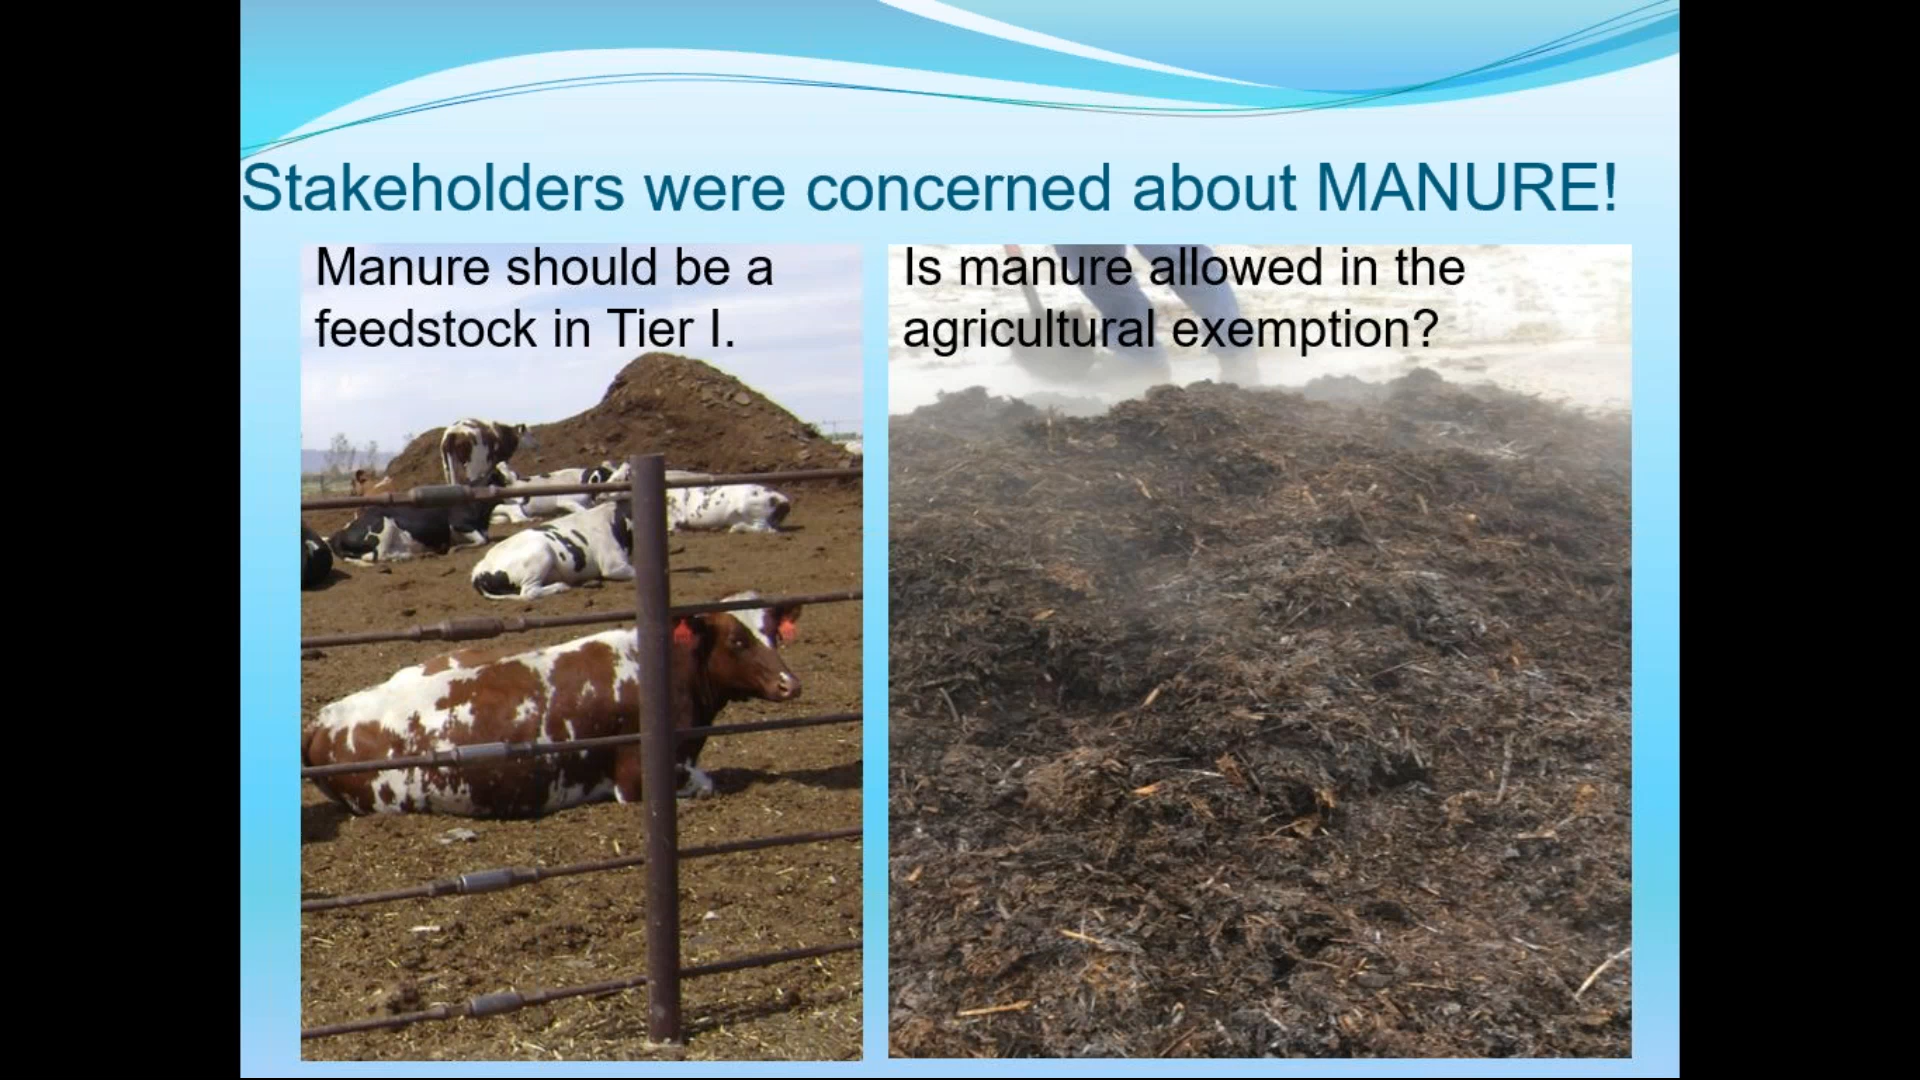 Stakeholders were concerned about MANURE!
Manure should be a
feedstock in Tier I.
Is manure allowed in the
agricultural exemption?